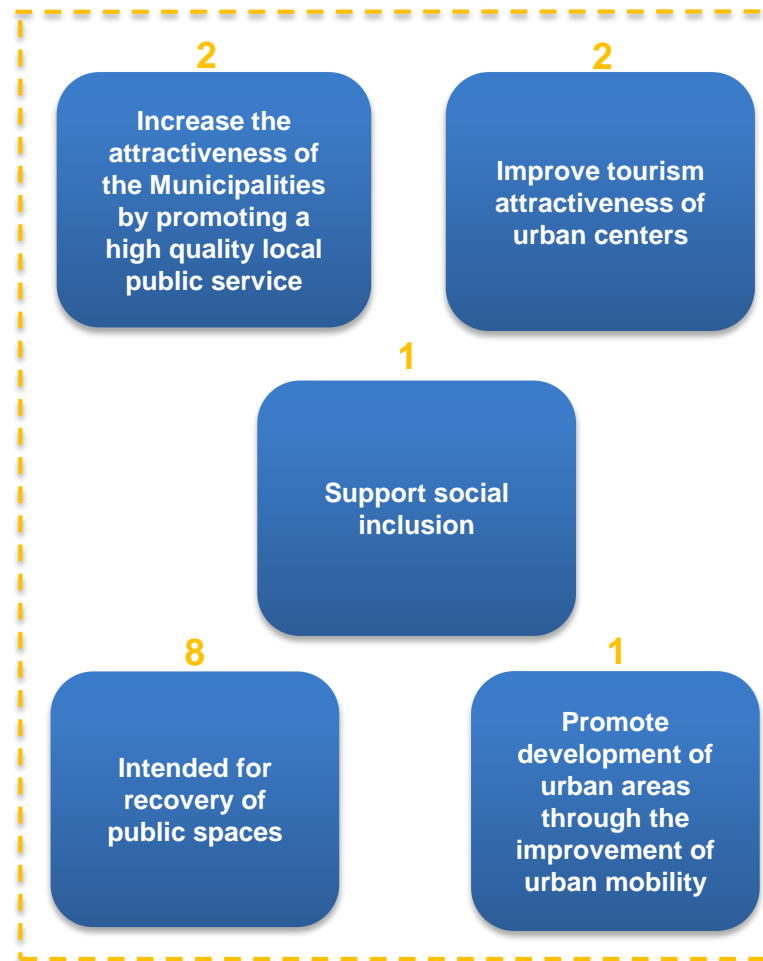 2
Increase the
attractiveness of
the Municipalities
by promoting a
high quality local
public service
2
Improve tourism
attractiveness of
urban centers
1
Support social
inclusion
8
Intended for
recovery of
public spaces
1
Promote
development of
urban areas
through the
improvement of
urban mobility